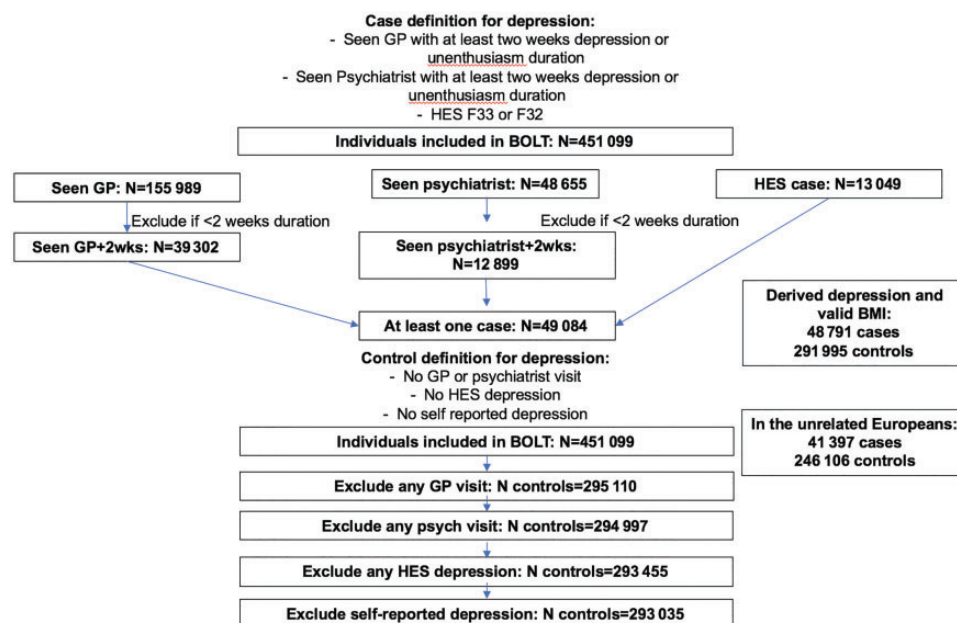 Case definition for depression:
- Seen GP with at least two weeks depression or
unenthusiasm duration
- Seen Psychiatrist with at least two weeks depression or
unenthusiasm duration
- HES F33 or F32
Individuals included in BOLT: N=451 099
Seen GP: N=155 989
Seen psychiatrist: N=48 655
HES case: N=13 049
Exclude if <2 weeks duration
Exclude if <2 weeks duration
Seen GP+2wks: N=39 302
Seen psychiatrist+2wks:
N=12 899
At least one case: N=49 084
Derived depression and
valid BMI:
48 791 cases
291 995 controls
Control definition for depression:
- No GP or psychiatrist visit
- No HES depression
- No self reported depression
In the unrelated Europeans:
41 397 cases
246 106 controls
Individuals included in BOLT: N=451 099
Exclude any GP visit: N controls=295 110
Exclude any psych visit: N controls=294 997
Exclude any HES depression: N controls=293 455
Exclude self-reported depression: N controls=293 035